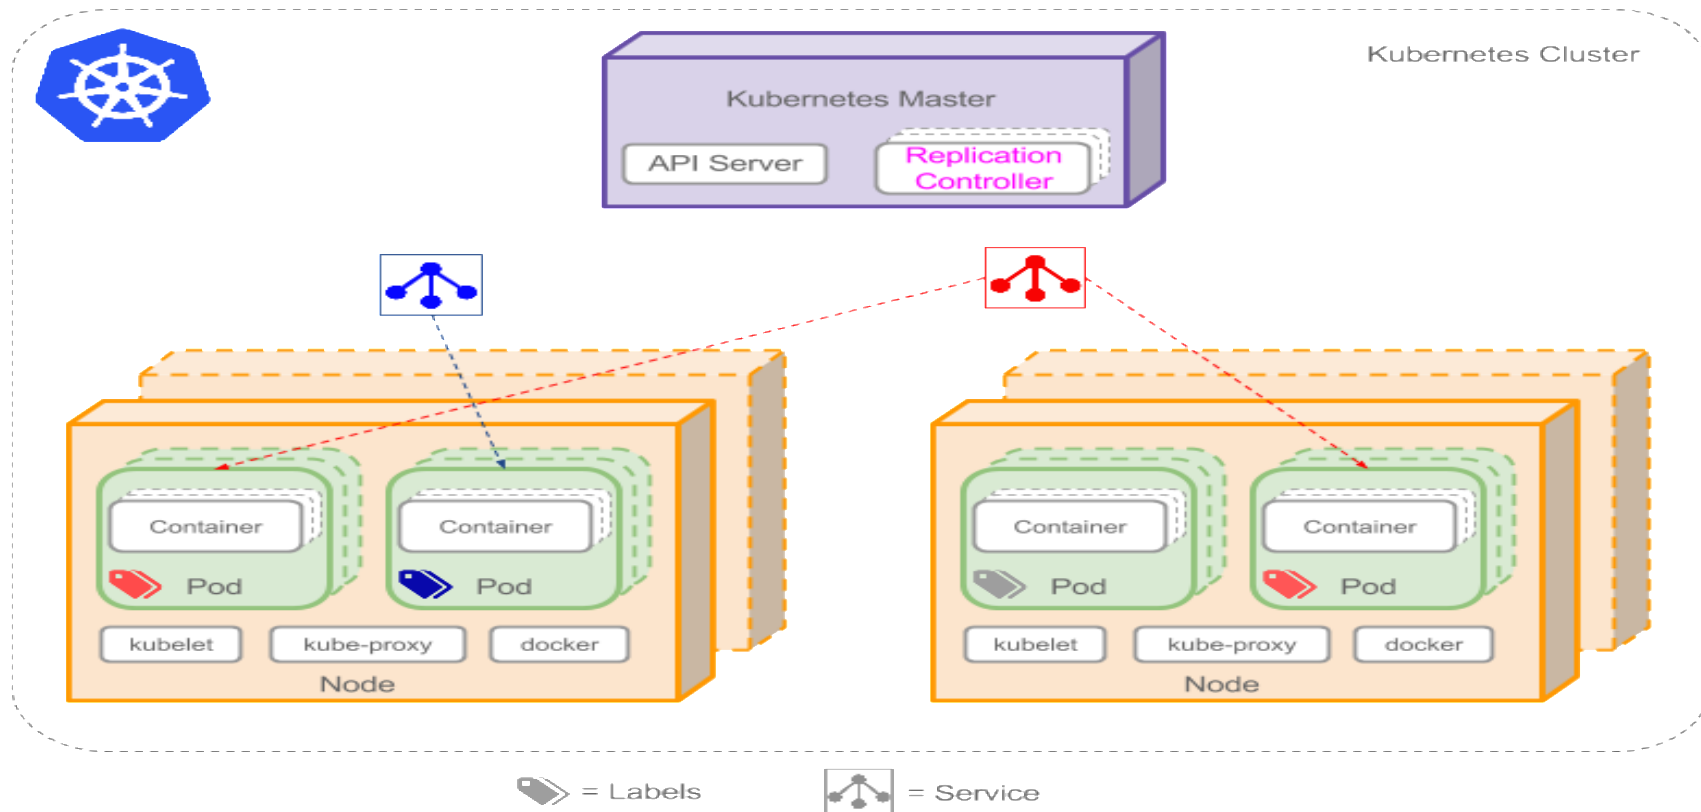 Kubernetes Cluster
Kubernetes Master
API Server
Replication
Controller
Container
Container
Container
Container
Pod
Pod
Pod
Pod
kubelet
kube-proxy
docker
kubelet
kube-proxy
docker
Node
Node
= Labels
= Service